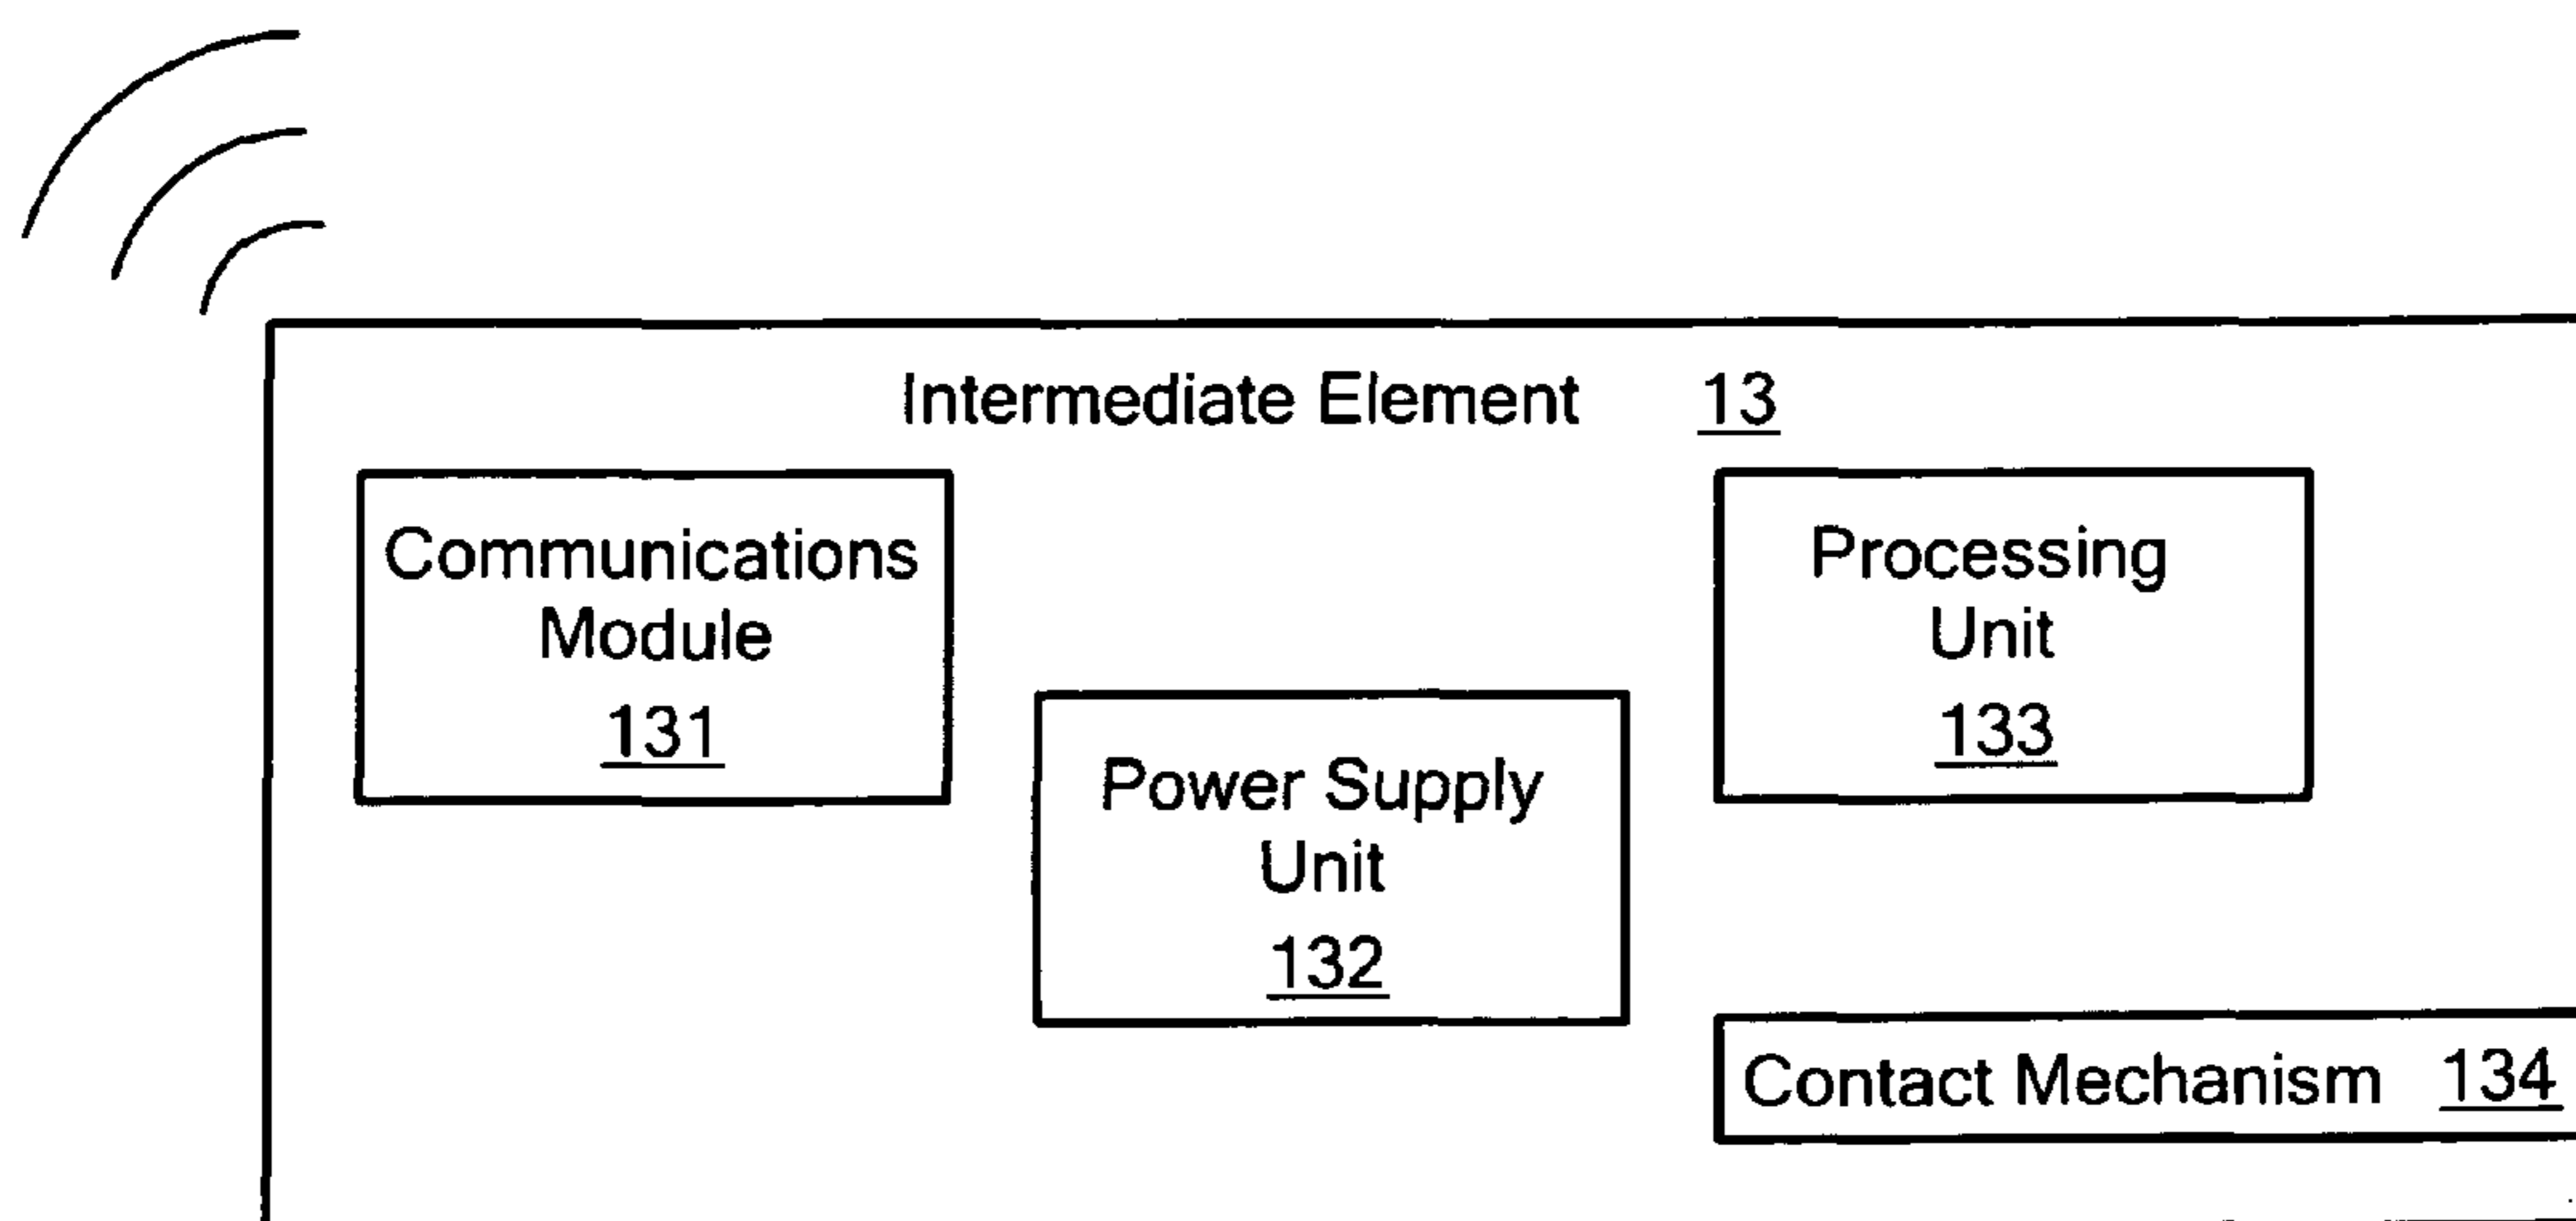 Intermediate Element 13
Communications
Module
131
Power Supply
Unit
132
Processing
Unit
133
Contact Mechanism 134